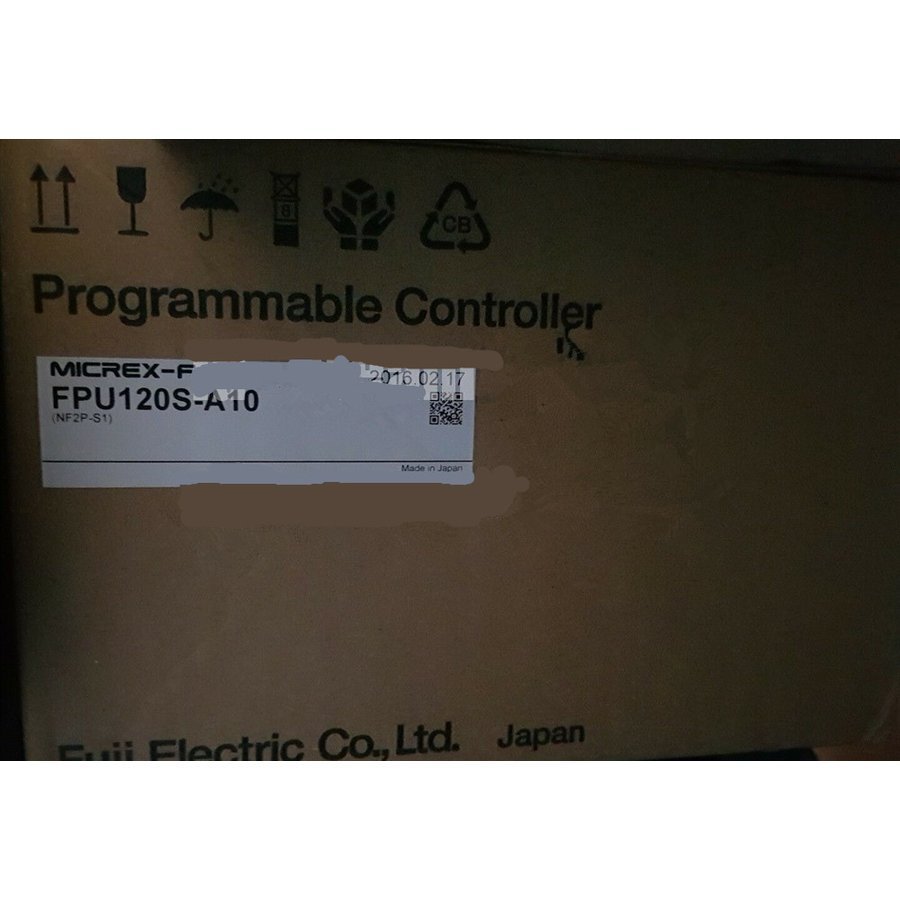 8
CB
Programmable Controller
MICREX-F
2016.02.17
FPU120S-A10
(NF2P-S1)
Made in Japan
Fuji Electric Co.,Ltd. Japan